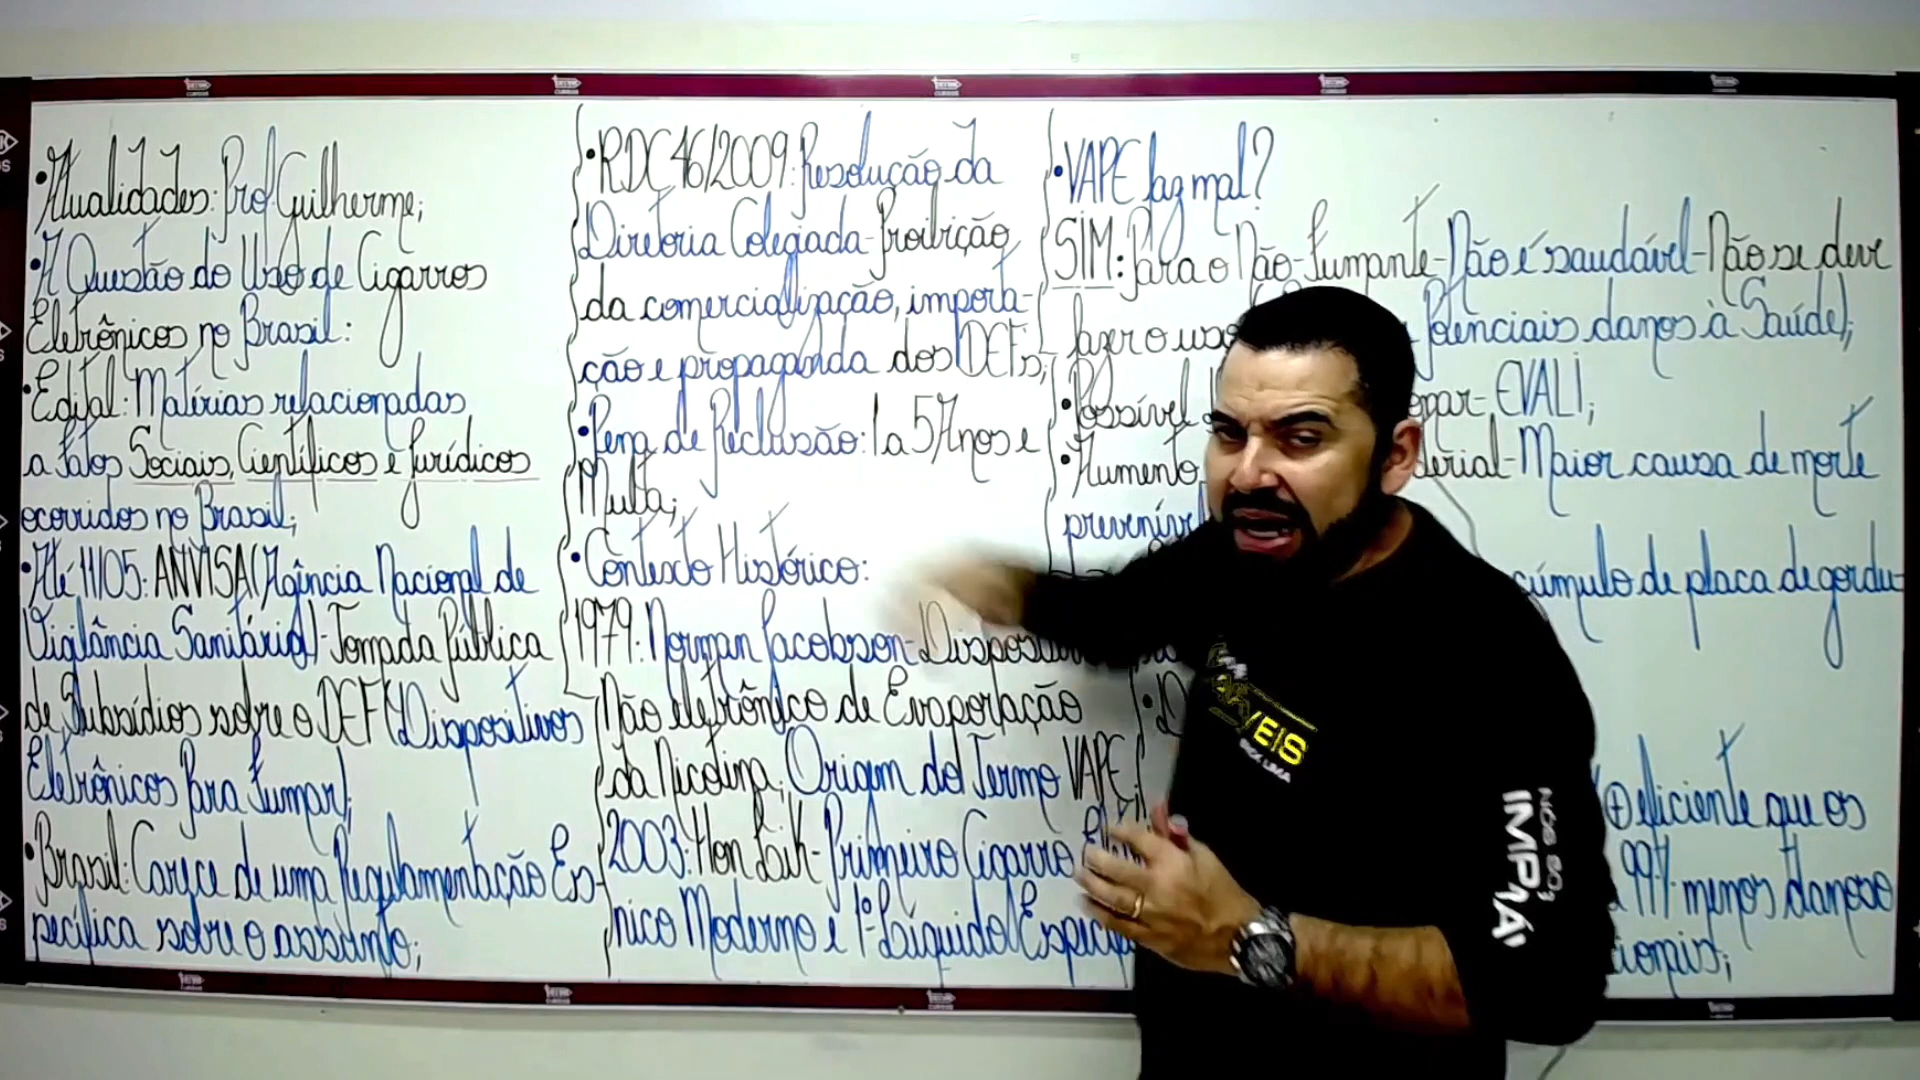 •Atualidades: Prof Guilherme;
•A Questão do Uso de Cigarros
Eletrônicos no Brasil:
•Edital: Matérias relacionadas
a fatos Sociais, Científicos e Jurídicos
ocorridos no Brasil;
•Até 11/05: ANVISA (Agência Nacional de
Vigilância Sanitária) - Tomada Pública
de Subsídios sobre o DEF (Dispositivos
Eletrônicos Para Fumar);
•Brasil: Carece de uma Regulamentação Es-
pecífica sobre o assunto;
•RDC 46/2009: Resolução da
Diretoria Colegiada - Proibição
da comercialização, importa-
ção e propaganda dos DEFs;
•Pena de Reclusão: 1 a 5 Anos e
Multa;
•Contexto Histórico:
1979: Norman Jacobson -
Não eletrônico de Evaporação
da Nicotina; Origem do Termo VAPE;
2003: Hon Lik - Primeiro Cigarro
nico Moderno e 1º Líquido
•VAPE faz mal?
SIM: Para o Não-fumante - Não é saudável - Não se deve
fazer o uso Potenciais danos à Saúde);
•Possível EVALI;
•Aumento Maior causa de morte
cúmulo de placa de gordu-
⊕ eficiente que os
99% menos danoso
NÓS SOJ
IMPJA'
VEIS
LIMA